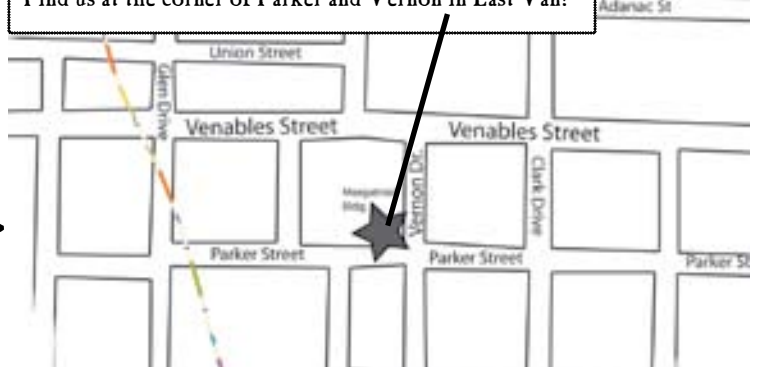 Find us at the corner of Parker and Vernon in East Van!
Adanac St
Union Street
Glen Drive
Venables Street
Venables Street
Vernon Dr.
Clark Drive
Bldg.
Parker Street
Parker Street
Parker St